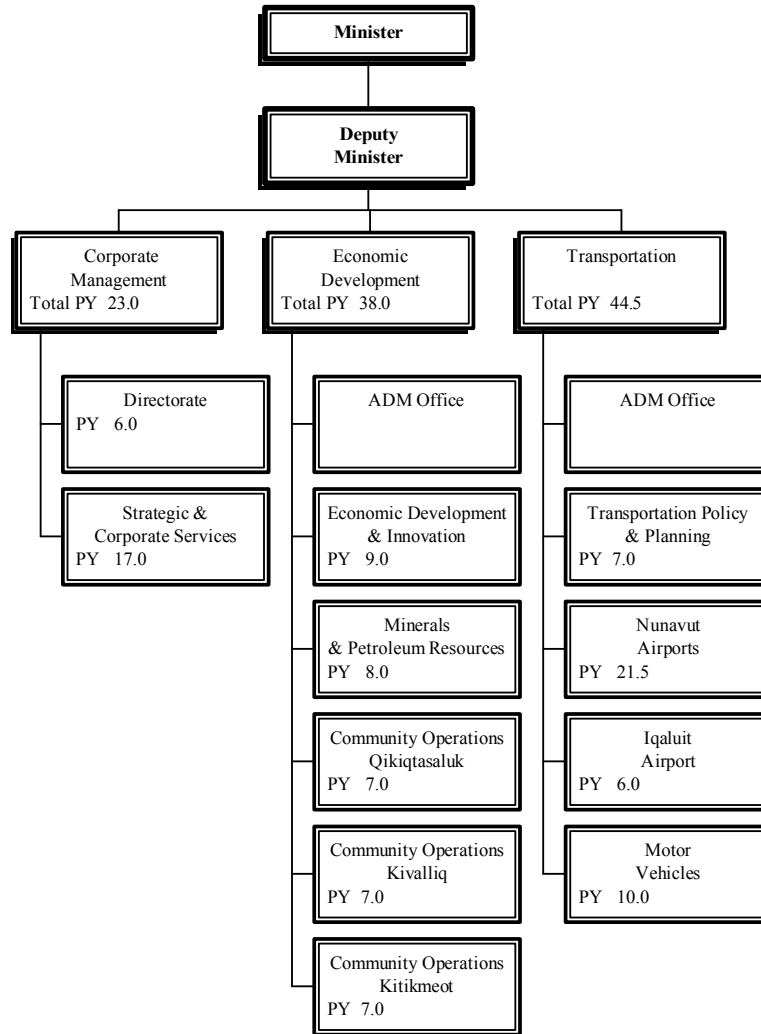 Minister
Deputy
Minister
Corporate
Management
Total PY 23.0
Economic
Development
Total PY 38.0
Transportation
Total PY 44.5
Directorate
PY 6.0
Strategic &
Corporate Services
PY 17.0
ADM Office
Economic Development
& Innovation
PY 9.0
Minerals
& Petroleum Resources
PY 8.0
Community Operations
Qikiqtasaluk
PY 7.0
Community Operations
Kivalliq
PY 7.0
Community Operations
Kitikmeot
PY 7.0
ADM Office
Transportation Policy
& Planning
PY 7.0
Nunavut
Airports
PY 21.5
Iqaluit
Airport
PY 6.0
Motor
Vehicles
PY 10.0